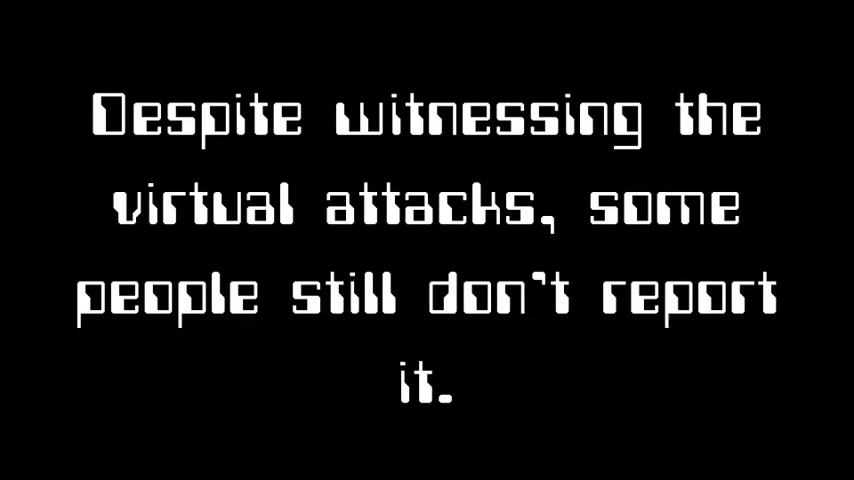 Despite witnessing the
virtual attacks, some
people still don't report
it.